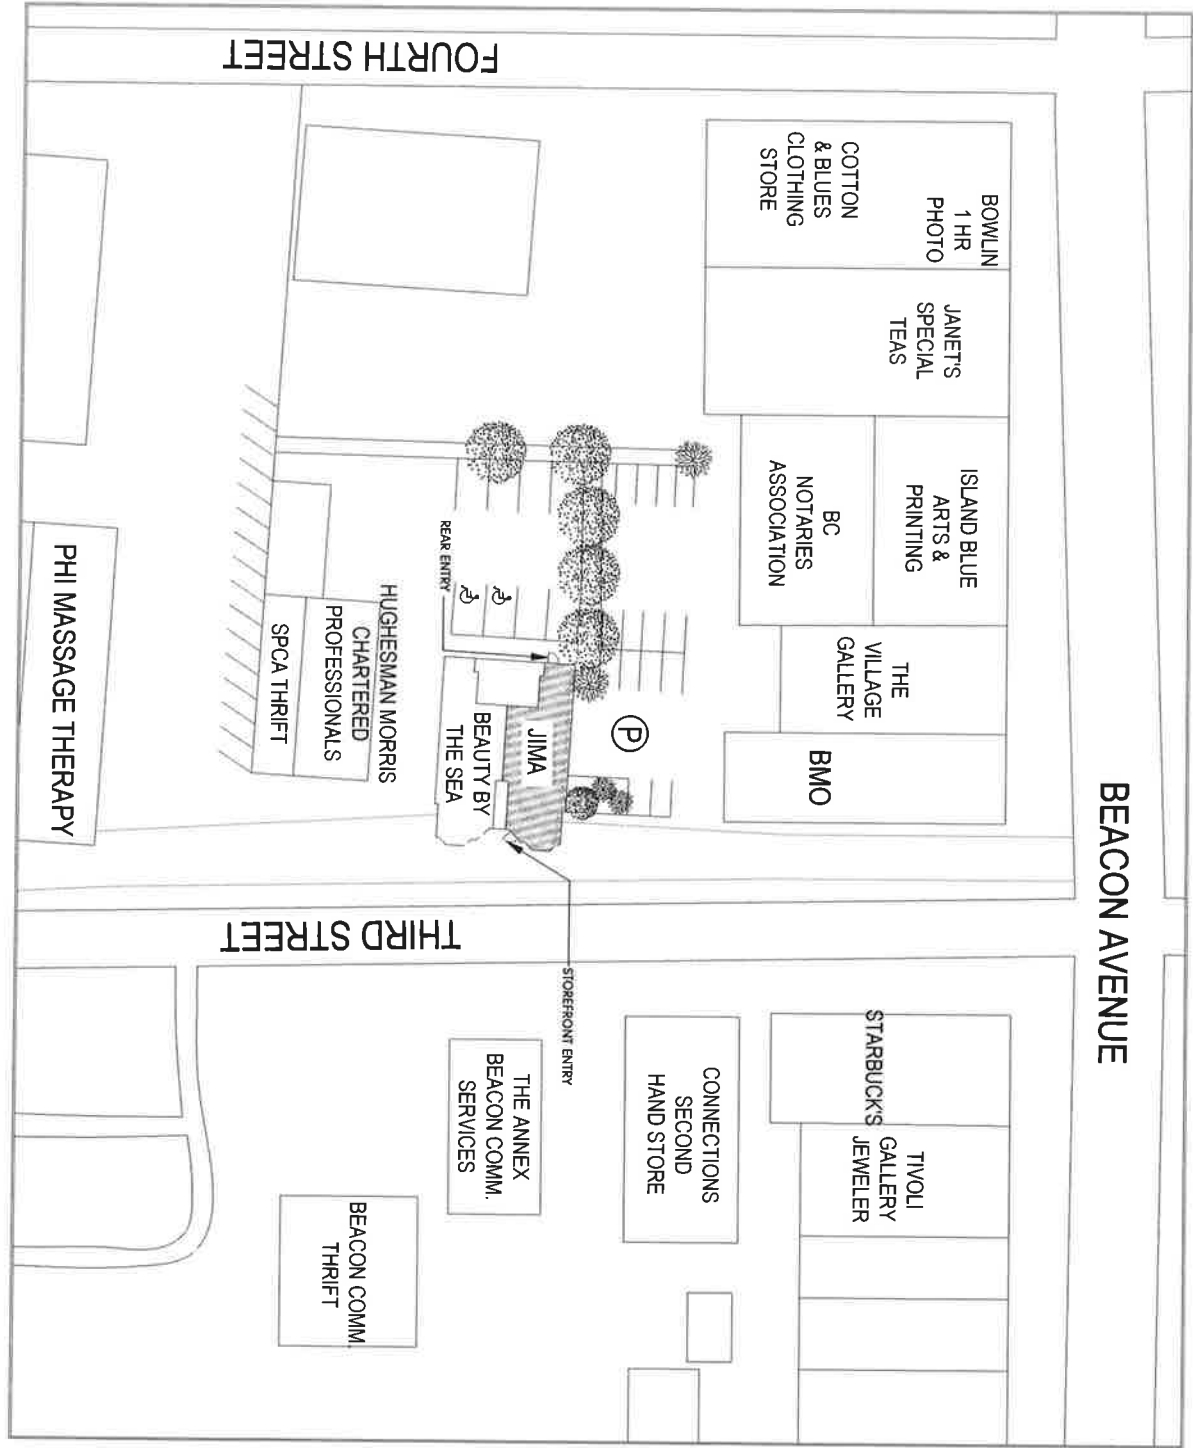 BEACON AVENUE
FOURTH STREET
BOWLIN
1 HR
PHOTO
COTTON
& BLUES
CLOTHING
STORE
JANET'S
SPECIAL
TEAS
ISLAND BLUE
ARTS &
PRINTING
BC
NOTARIES
ASSOCIATION
THE
VILLAGE
GALLERY
BMO
P
REAR ENTRY
JIMA
BEAUTY BY
THE SEA
HUGHESMAN MORRIS
CHARTERED
PROFESSIONALS
SPCA THRIFT
PHI MASSAGE THERAPY
THIRD STREET
STOREFRONT ENTRY
STARBUCK'S
TIVOLI
GALLERY
JEWELER
CONNECTIONS
SECOND
HAND STORE
THE ANNEX
BEACON COMM.
SERVICES
BEACON COMM.
THRIFT